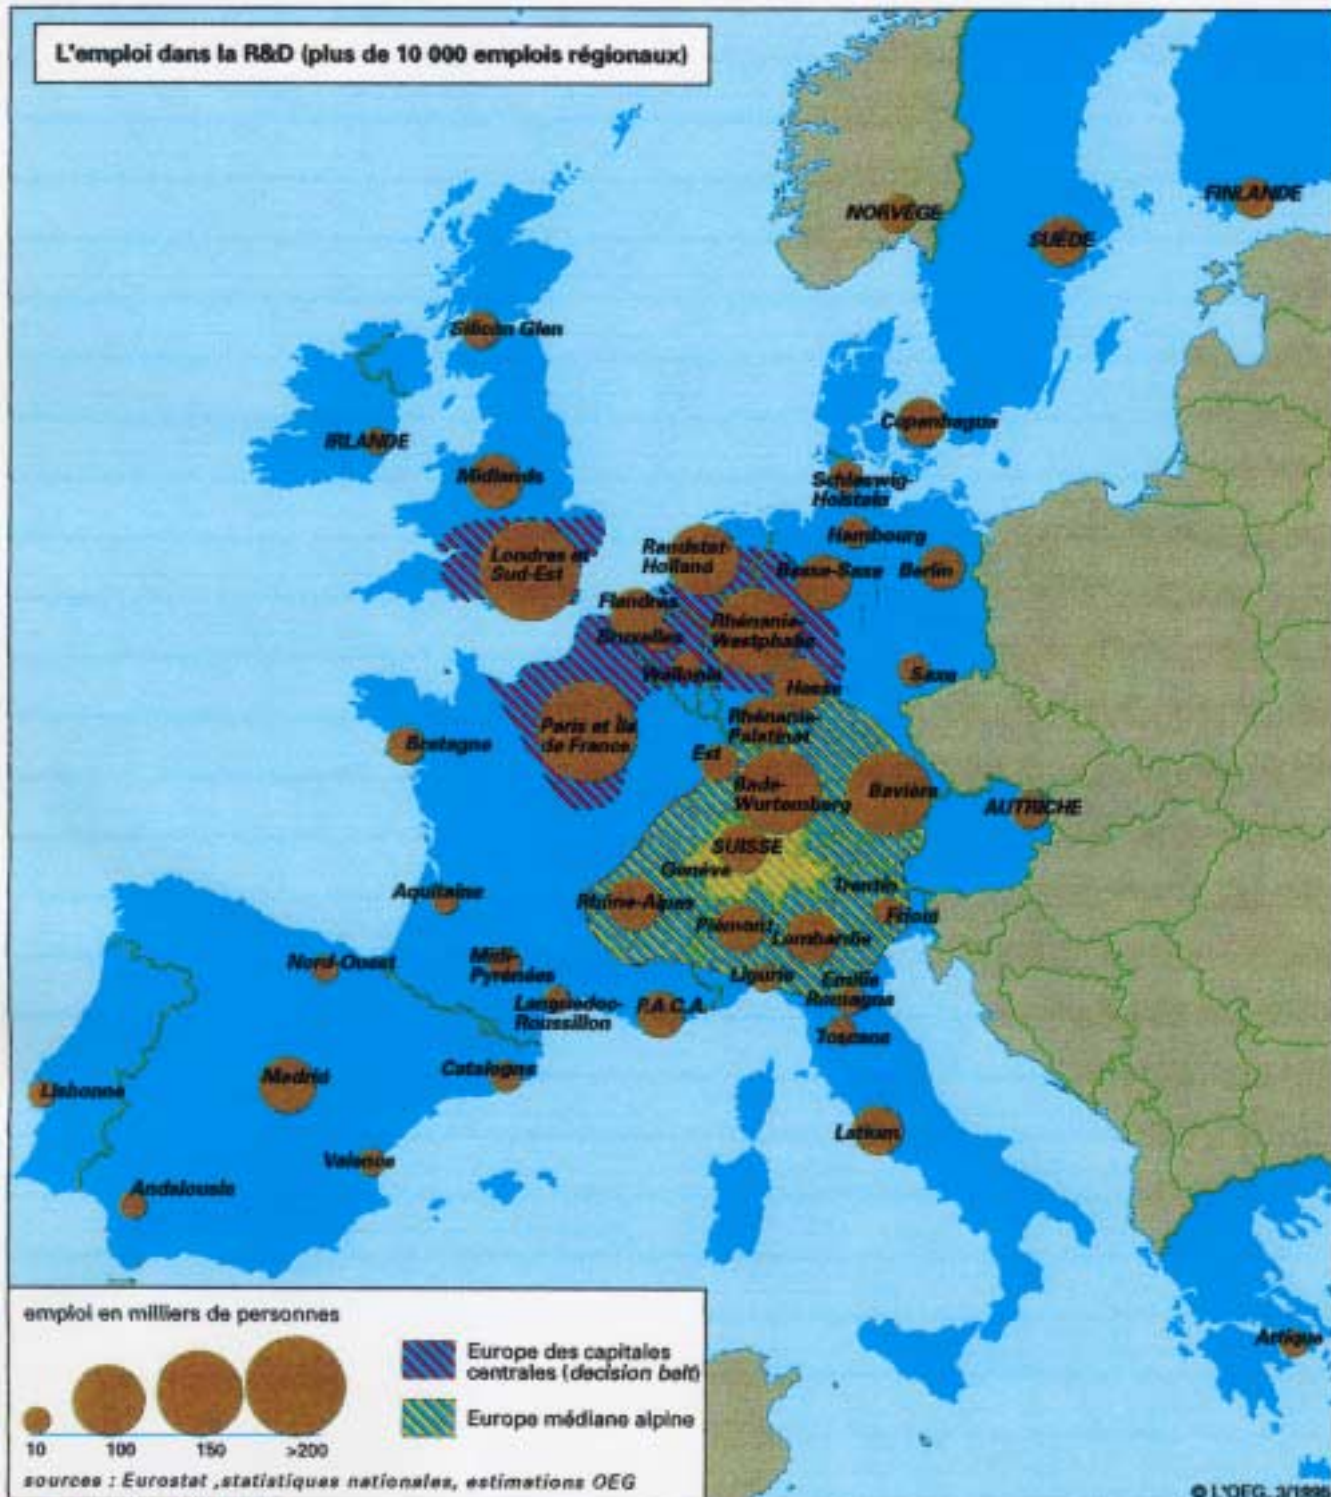 L'emploi dans la R&D (plus de 10 000 emplois régionaux)
NORVÈGE
FINLANDE
SUÈDE
Silicon Glen
Copenhague
IRLANDE
Midlands
Schleswig-
Holstein
Hambourg
Londres et
Sud-Est
Randstat-
Holland
Basse-Saxe
Berlin
Flandres
Bruxelles
Rhénanie-
Westphalie
Wallonie
Hesse
Saxe
Paris et Île
de France
Rhénanie-
Palatinat
Bretagne
Est
Bade-
Wurtemberg
Bavière
AUTRICHE
SUISSE
Genève
Trentin
Aquitaine
Rhône-Alpes
Piémont
Lombardie
Frioul
Nord-Ouest
Midi-
Pyrénées
Ligurie
Emilie
Romagne
Languedoc-
Roussillon
P.A.C.A.
Toscane
Madrid
Catalogne
Lisbonne
Latium
Valence
Andalousie
Attique
emploi en milliers de personnes
10 100 150 >200
Europe des capitales
centrales (decision belt)
Europe médiane alpine
sources : Eurostat ,statistiques nationales, estimations OEG
© L'OEG, 3/1995